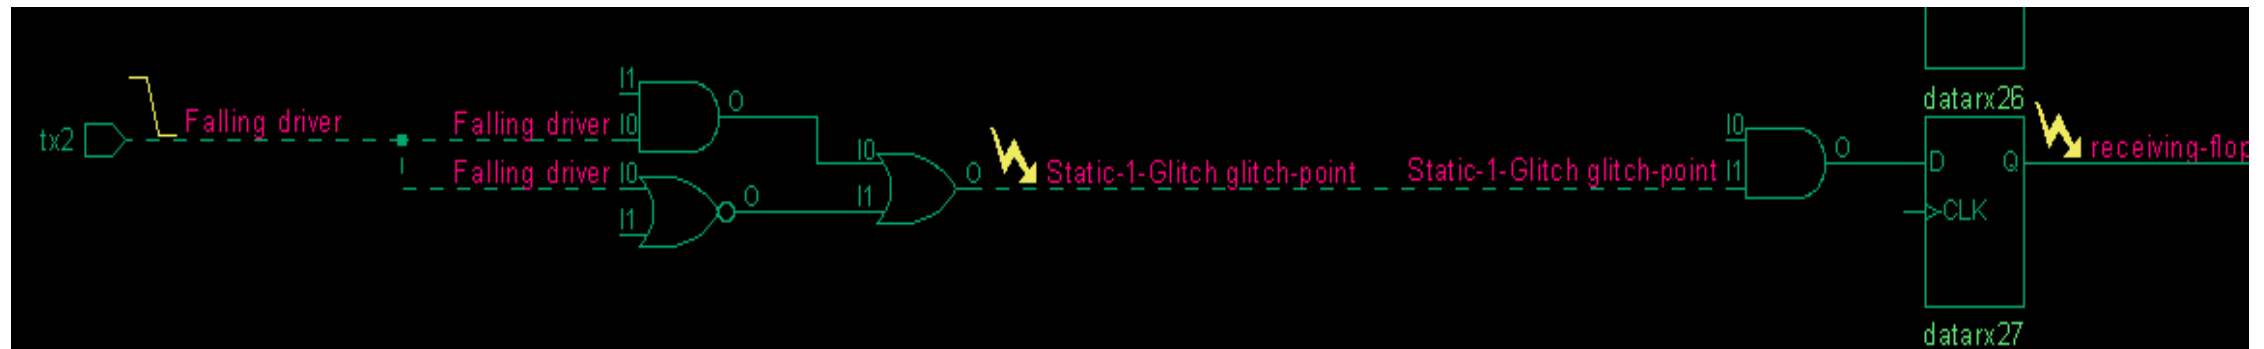 datarx26
tx2
Falling driver
Falling driver
I1
I0
O
Falling driver
I0
I1
O
I0
I1
O
Static-1-Glitch glitch-point
Static-1-Glitch glitch-point
I0
I1
O
D
Q
CLK
receiving-flop
datarx27